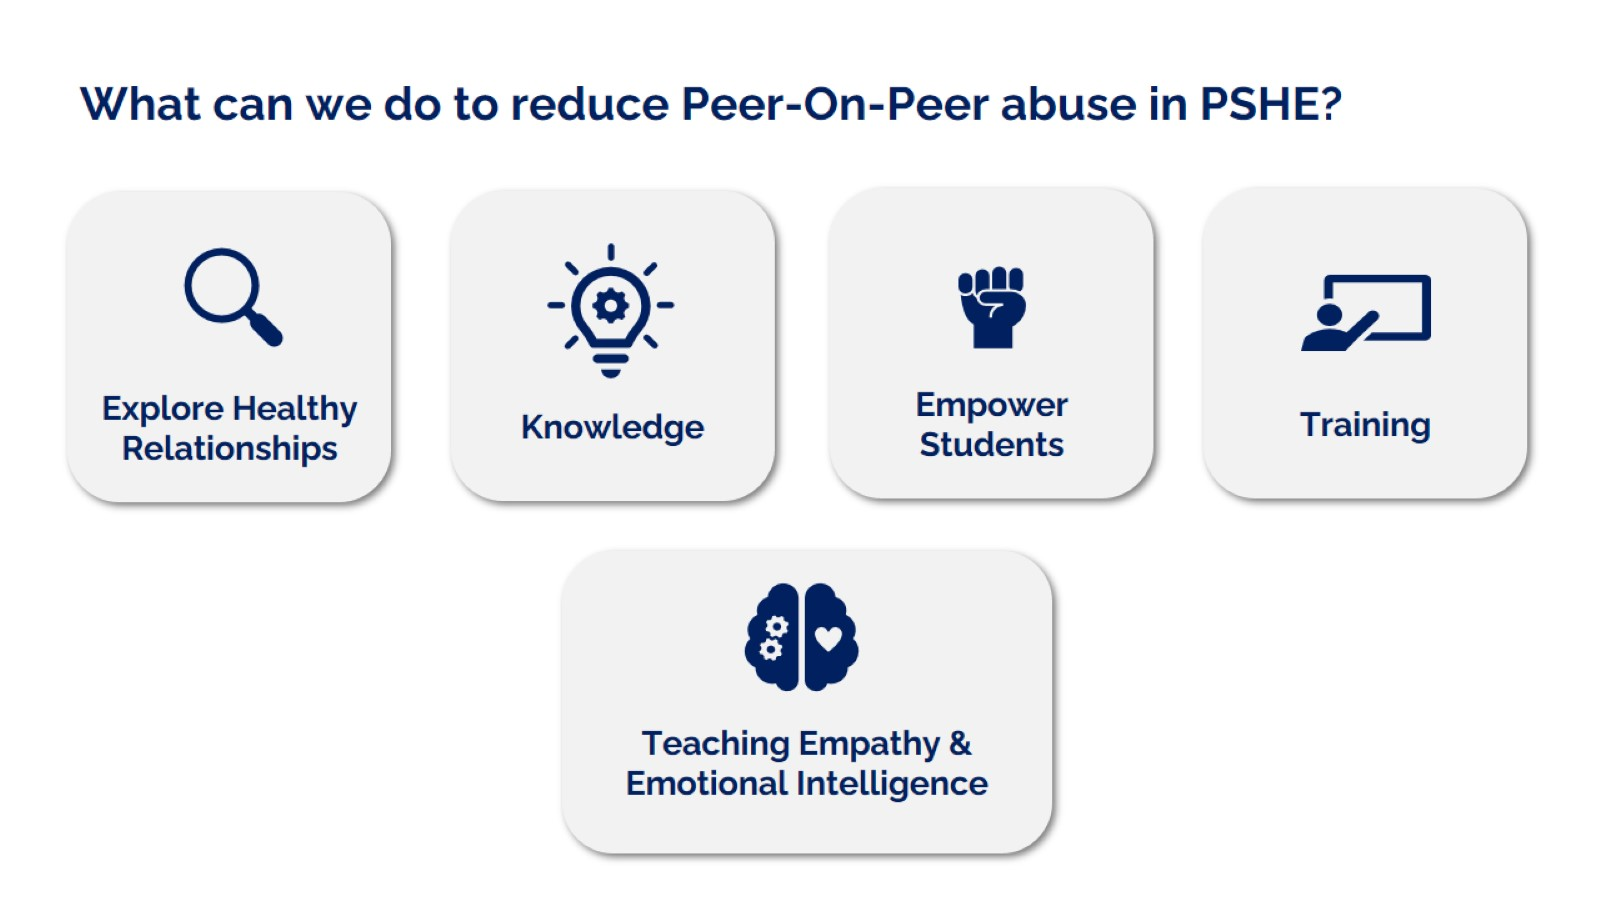 What can we do to reduce Peer-On-Peer abuse in PSHE?
Explore Healthy
Relationships
Knowledge
Empower
Students
Training
Teaching Empathy &
Emotional Intelligence